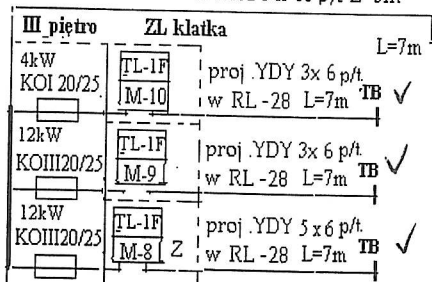 III piętro ZL klatka
L=7m
4kW
KOI 20/25
TL-1F
M-10
proj .YDY 3x 6 p/t.
w RL -28 L=7m TB
12kW
KOIII20/25
TL-1F
M-9
proj .YDY 3x 6 p/t.
w RL -28 L=7m TB
12kW
KOIII20/25
TL-1F
M-8 Z
proj .YDY 5 x6 p/t.
w RL -28 L=7m TB